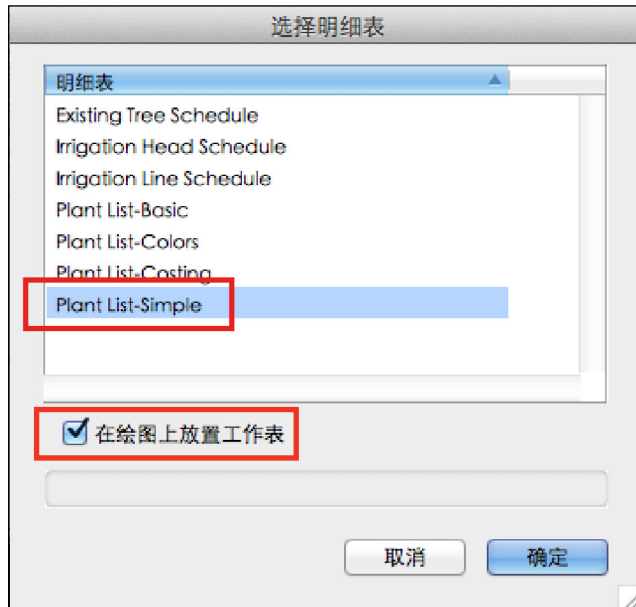 选择明细表
明细表
Existing Tree Schedule
Irrigation Head Schedule
Irrigation Line Schedule
Plant List-Basic
Plant List-Colors
Plant List-Costing
Plant List-Simple
在绘图上放置工作表
取消
确定